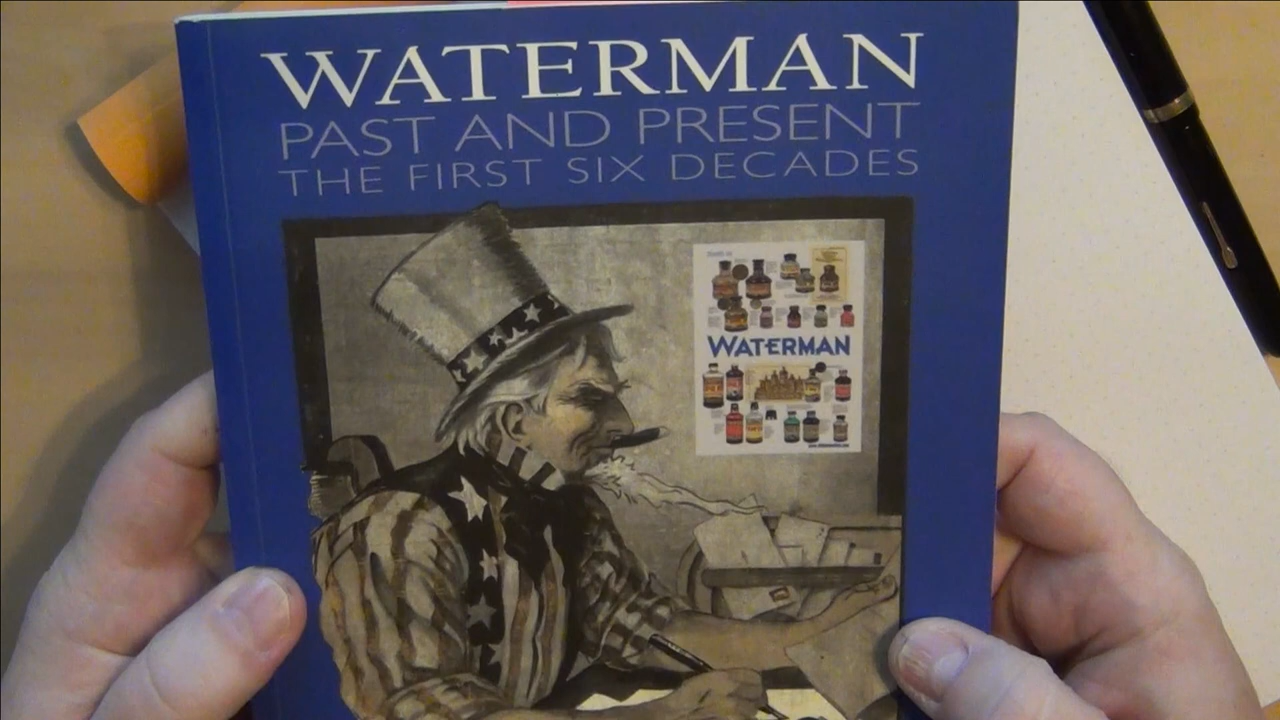 WATERMAN
PAST AND PRESENT
THE FIRST SIX DECADES
WATERMAN